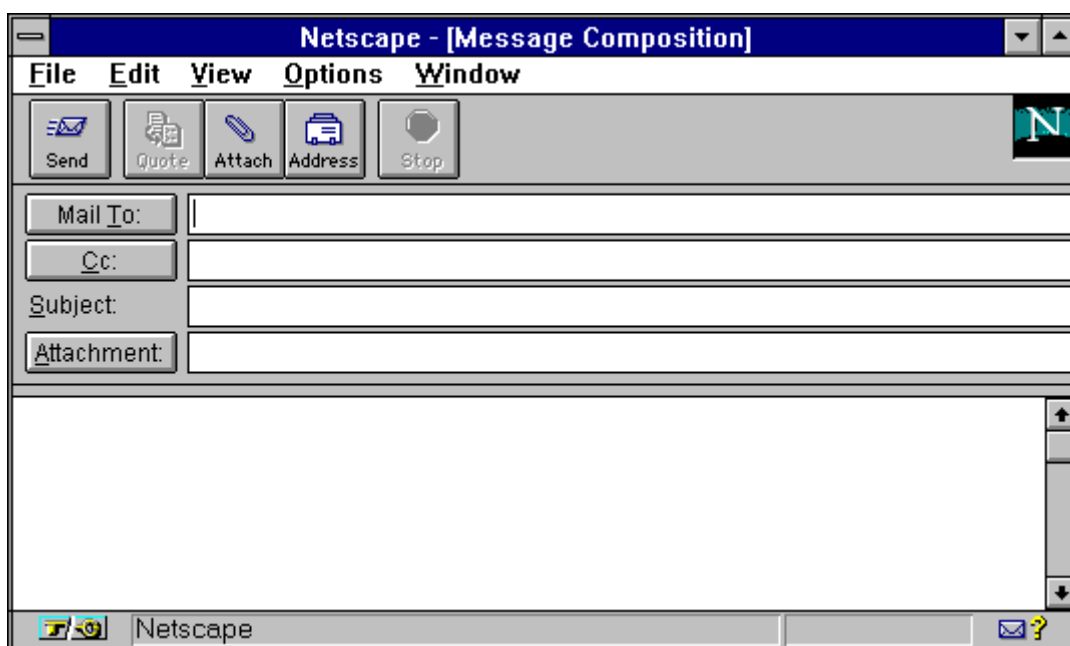 Netscape - [Message Composition]
File Edit View Options Window
Send Quote Attach Address Stop N
Mail To:
Cc:
Subject:
Attachment:
Netscape ?